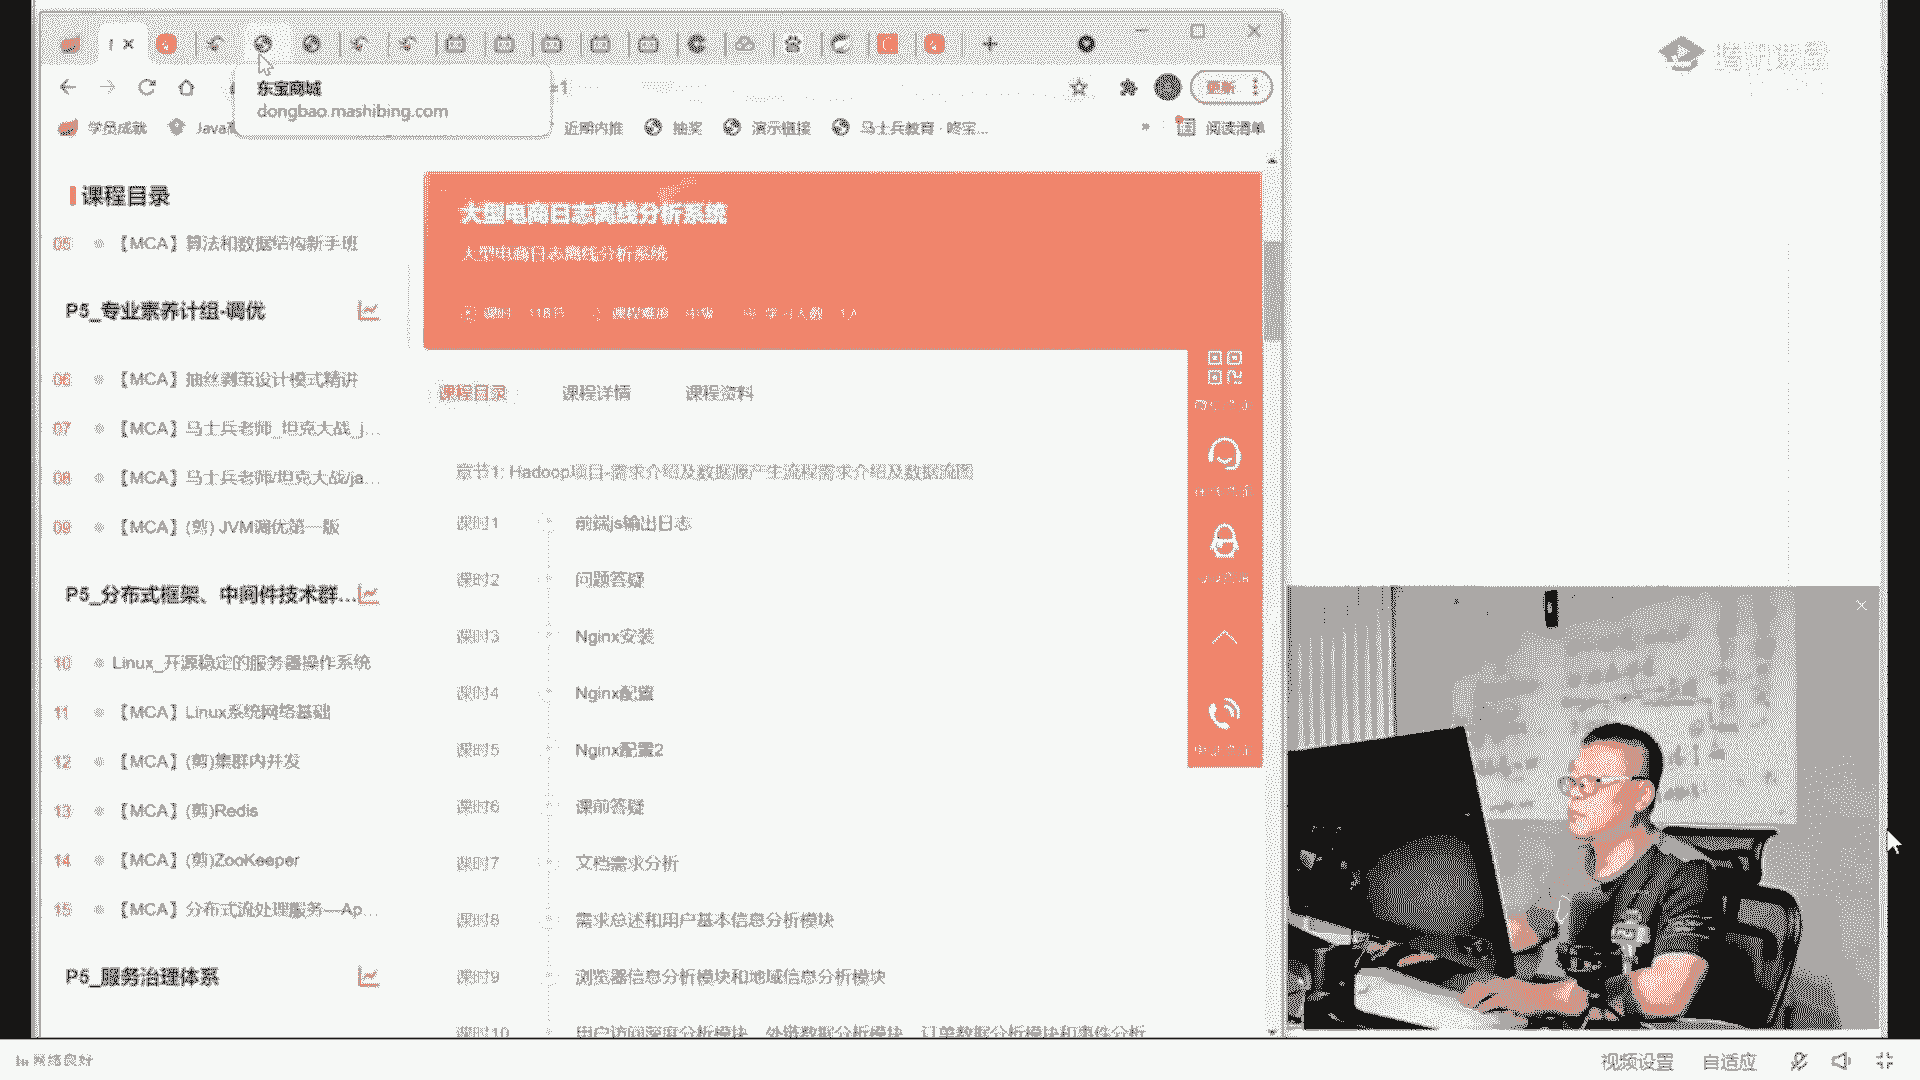 东宝商城
dongbao.mashibing.com
=1
更新
学员成就
Java
近期内推
抽奖
演示链接
马士兵教育 · 咚宝...
»
阅读清单
腾讯课堂
课程目录
05 【MCA】算法和数据结构新手班
P5_专业素养计组-调优
06 【MCA】抽丝剥茧设计模式精讲
07 【MCA】马士兵老师_坦克大战_j...
08 【MCA】马士兵老师/坦克大战/ja...
09 【MCA】(剪) JVM调优第一版
P5_分布式框架、中间件技术群...
10 Linux_开源稳定的服务器操作系统
11 【MCA】Linux系统网络基础
12 【MCA】(剪)集群内并发
13 【MCA】(剪)Redis
14 【MCA】(剪)ZooKeeper
15 【MCA】分布式流处理服务—Ap...
P5_服务治理体系
大型电商日志离线分析系统
大型电商日志离线分析系统
课程目录 课程详情 课程资料
章节1: Hadoop项目-需求介绍及数据源产生流程需求介绍及数据流图
课时1 前端js输出日志
课时2 问题答疑
课时3 Nginx安装
课时4 Nginx配置
课时5 Nginx配置2
课时6 课前答疑
课时7 文档需求分析
课时8 需求总述和用户基本信息分析模块
课时9 浏览器信息分析模块和地域信息分析模块
课时10 用户访问深度分析模块、外链数据分析模块、订单数据分析模块和事件分析
网络良好
视频设置 自适应